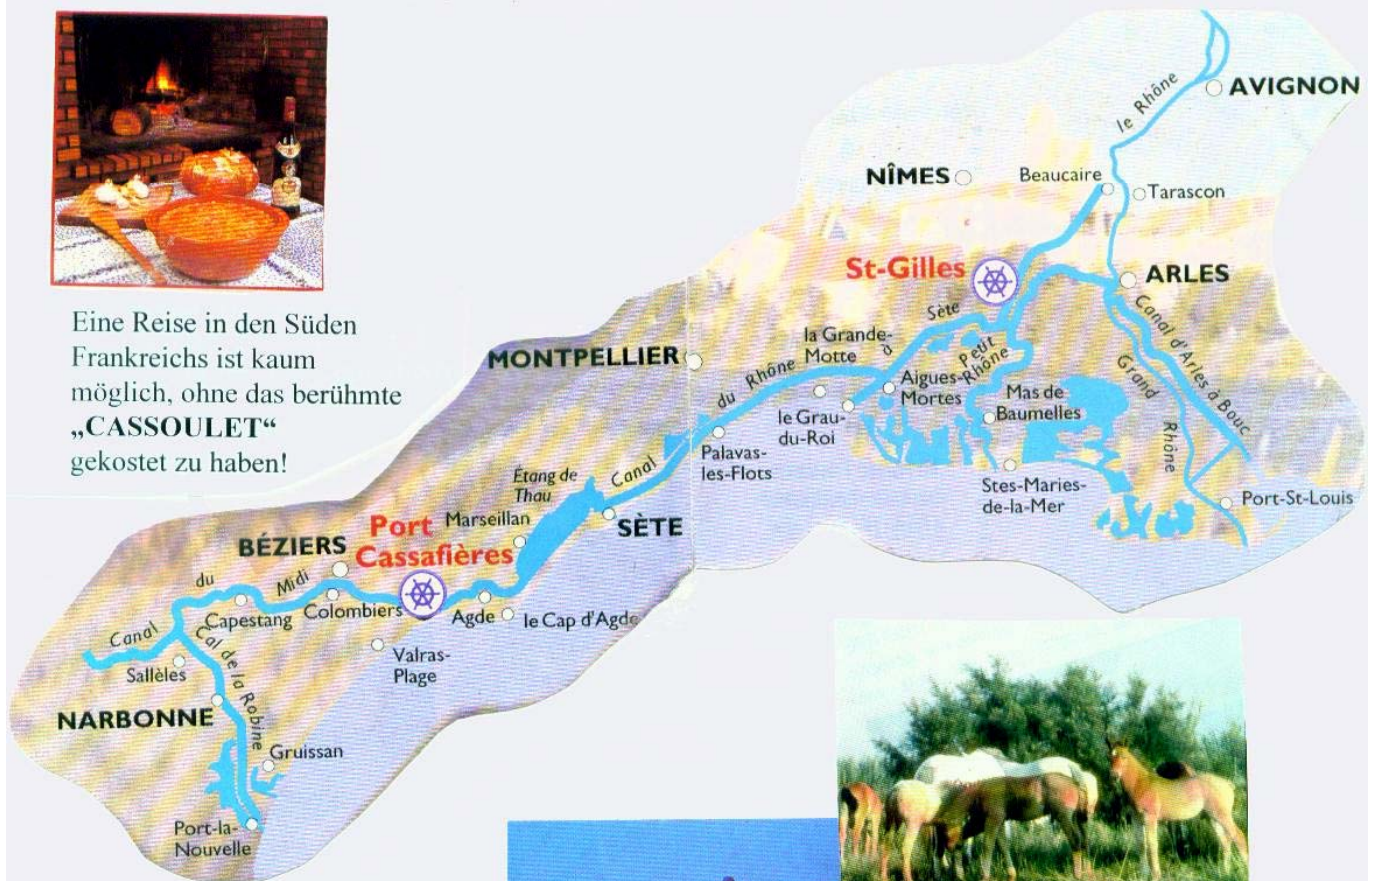 Eine Reise in den Süden
Frankreichs ist kaum
möglich, ohne das berühmte
„CASSOULET“
gekostet zu haben!
le Rhône
AVIGNON
NÎMES
Beaucaire
Tarascon
St-Gilles
ARLES
Sète
à
du Rhône
Canal
Petit
Rhône
Canal d'Arles à Bouc
Grand
Rhône
la Grande-
Motte
MONTPELLIER
Aigues-
Mortes
Mas de
Baumelles
le Grau-
du-Roi
Palavas-
les-Flots
Stes-Maries-
de-la-Mer
Port-St-Louis
Étang de
Thau
Marseillan
SÈTE
Port
Cassafières
BÉZIERS
Canal
du
Midi
Capestang
Colombiers
Agde
le Cap d'Agde
Valras-
Plage
Sallèles
Cal de la Robine
NARBONNE
Gruissan
Port-la-
Nouvelle